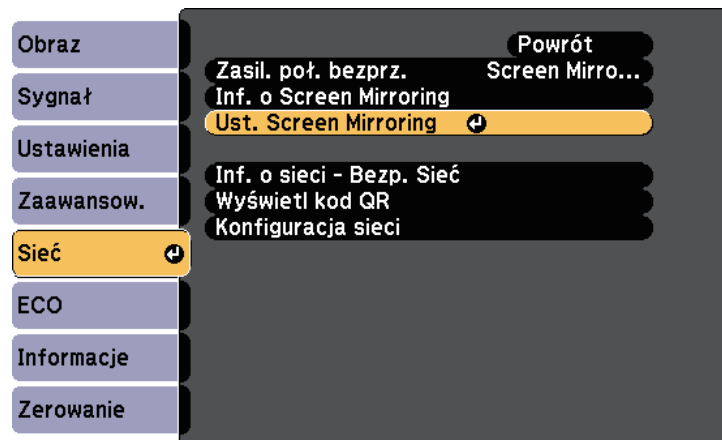 Obraz
Sygnał
Ustawienia
Zaawansow.
Sieć
ECO
Informacje
Zerowanie
Powrót
Zasil. poł. bezprz. Screen Mirro...
Inf. o Screen Mirroring
Ust. Screen Mirroring
Inf. o sieci - Bezp. Sieć
Wyświetl kod QR
Konfiguracja sieci